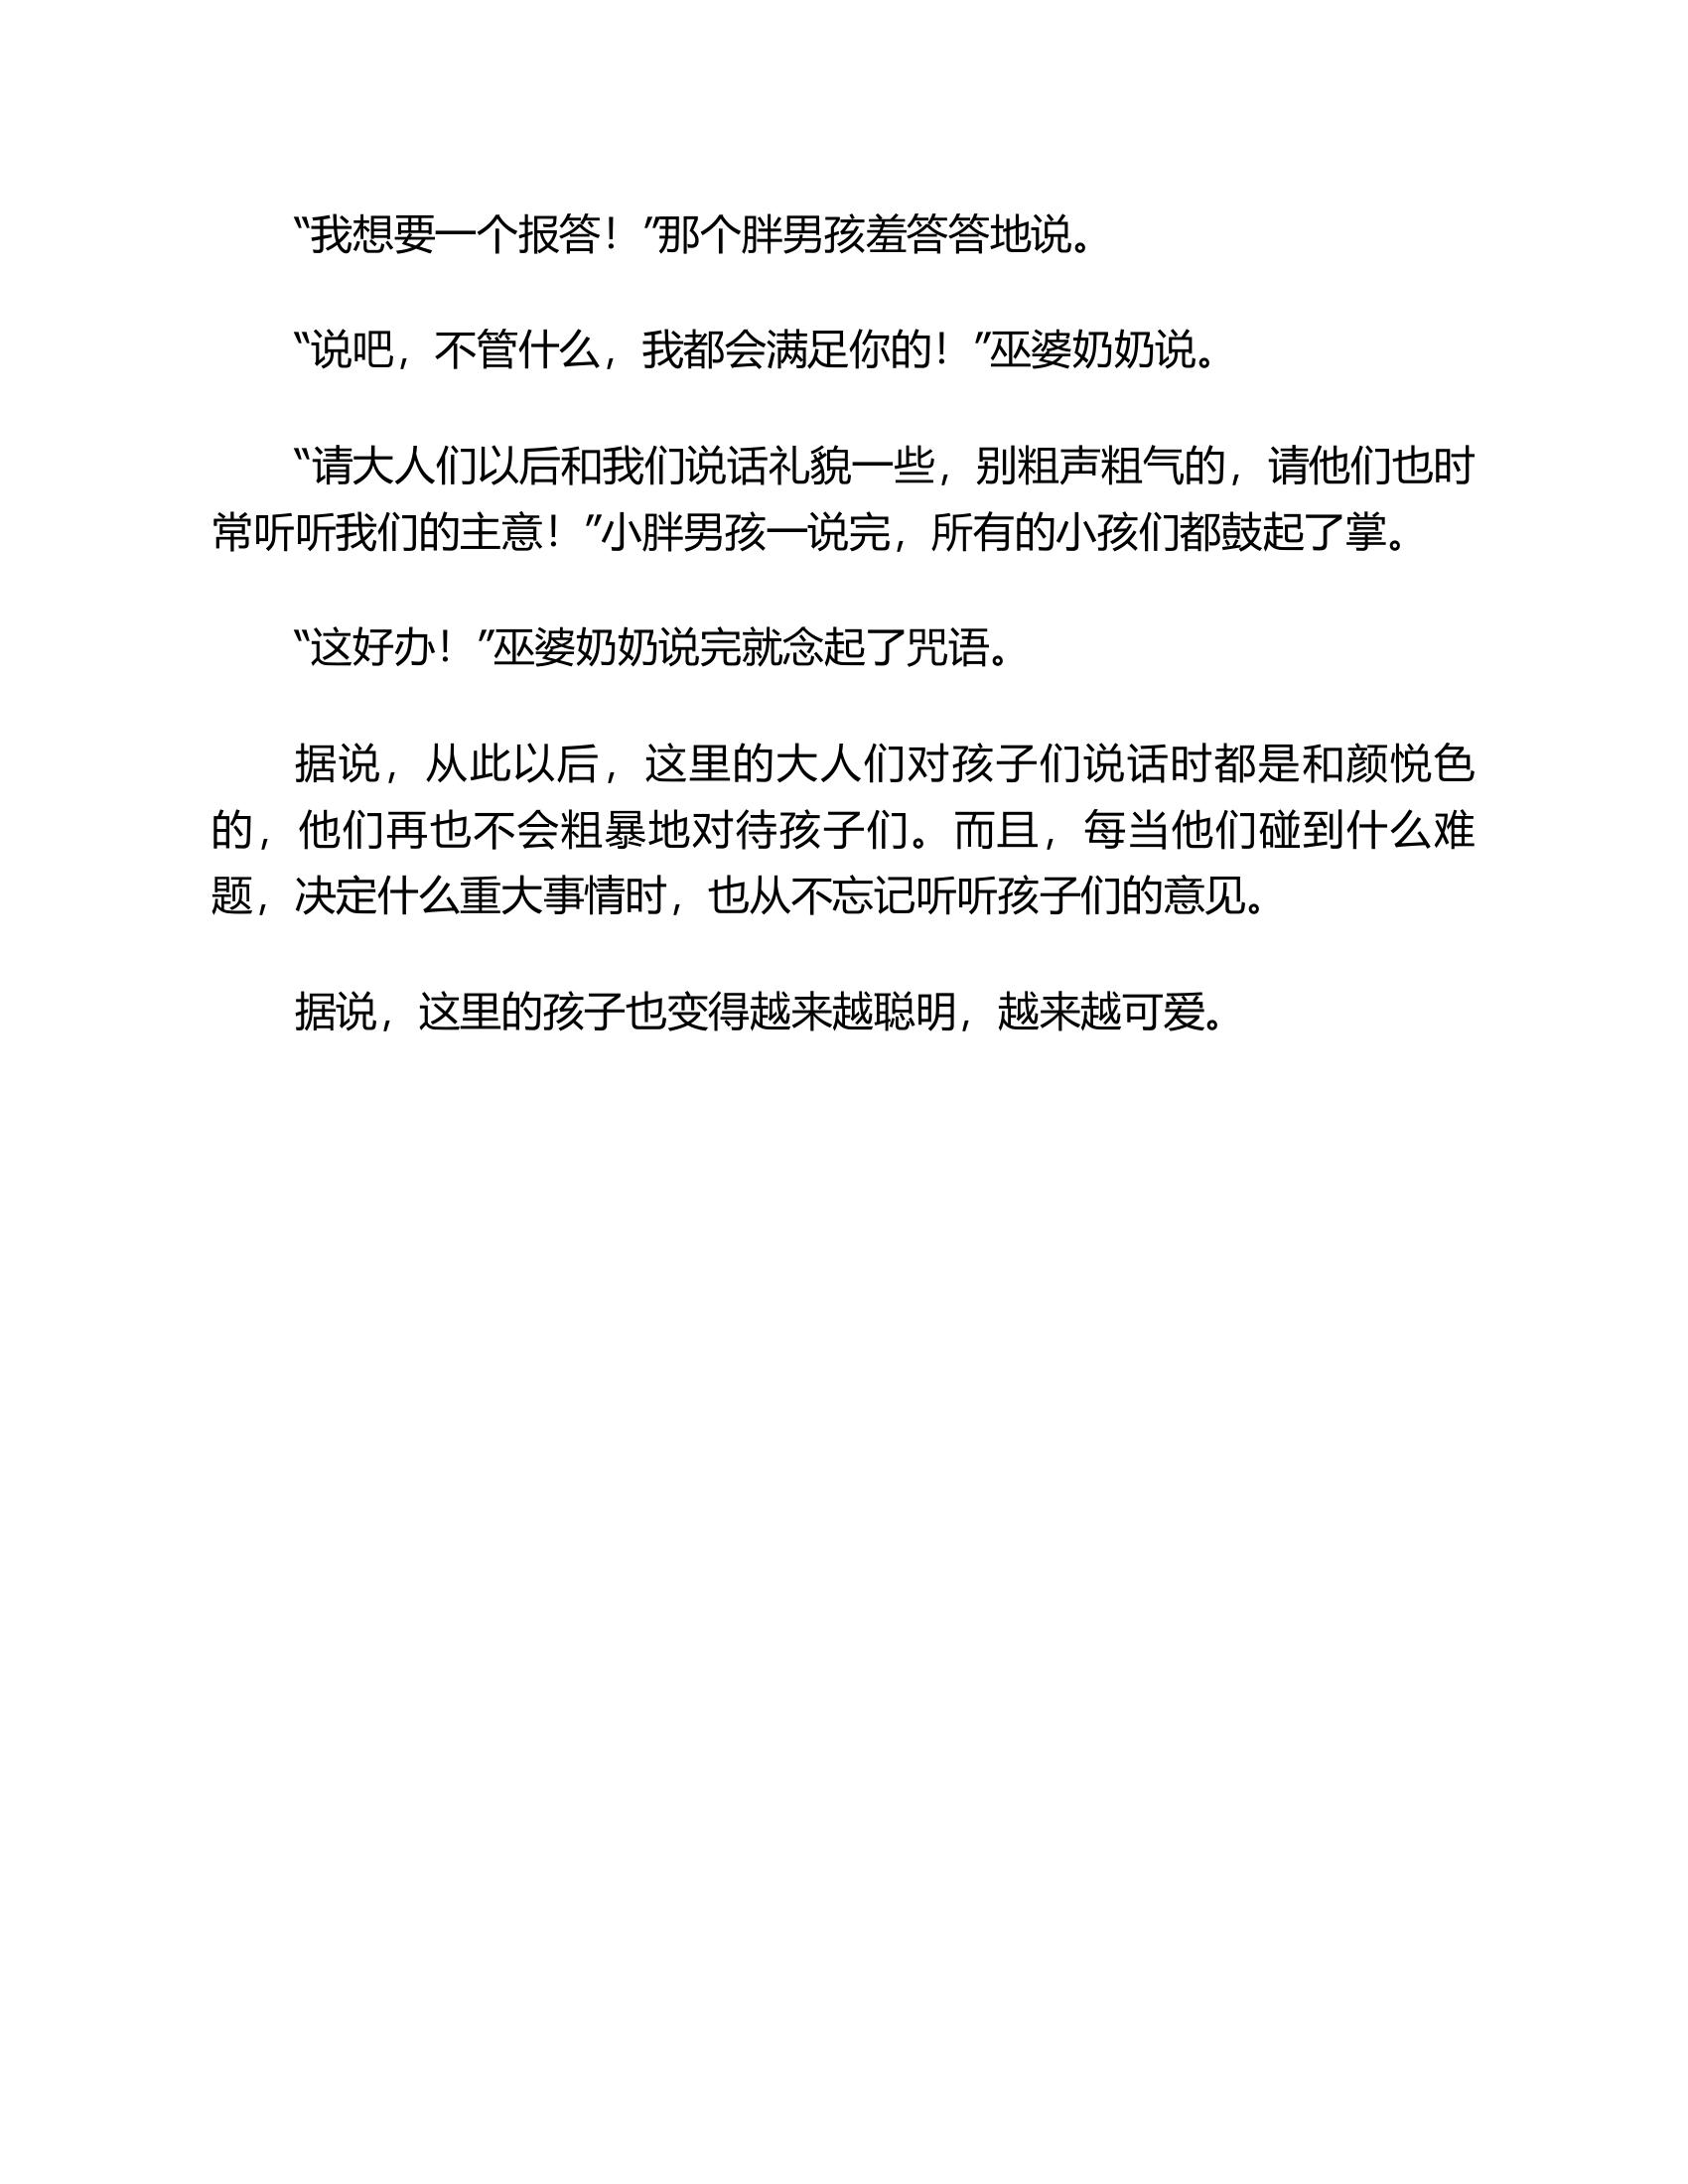 “我想要一个报答！”那个胖男孩羞答答地说。
“说吧，不管什么，我都会满足你的！”巫婆奶奶说。
“请大人们以后和我们说话礼貌一些，别粗声粗气的，请他们也时
常听听我们的主意！”小胖男孩一说完，所有的小孩们都鼓起了掌。
“这好办！”巫婆奶奶说完就念起了咒语。
据说，从此以后，这里的大人们对孩子们说话时都是和颜悦色
的，他们再也不会粗暴地对待孩子们。而且，每当他们碰到什么难
题，决定什么重大事情时，也从不忘记听听孩子们的意见。
据说，这里的孩子也变得越来越聪明，越来越可爱。